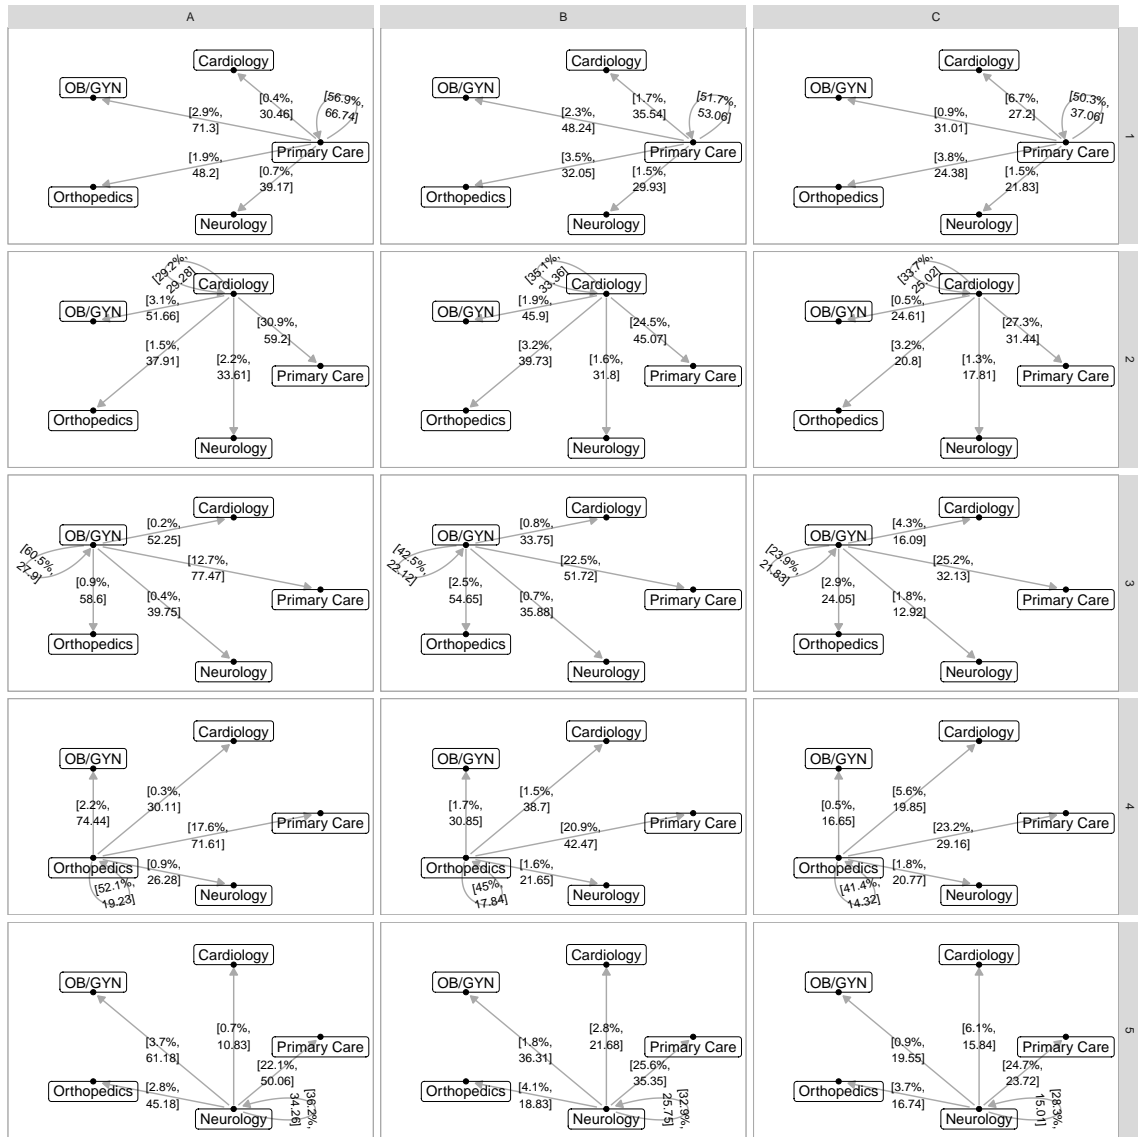 A
B
C
Cardiology
OB/GYN
[0.4%,
30.46]
[56.9%,
66.74]
[2.9%,
71.3]
Primary Care
[1.9%,
48.2]
[0.7%,
39.17]
Orthopedics
Neurology
Cardiology
OB/GYN
[1.7%,
35.54]
[51.7%,
53.06]
[2.3%,
48.24]
Primary Care
[3.5%,
32.05]
[1.5%,
29.93]
Orthopedics
Neurology
Cardiology
OB/GYN
[6.7%,
27.2]
[50.3%,
37.06]
[0.9%,
31.01]
Primary Care
[3.8%,
24.38]
[1.5%,
21.83]
Orthopedics
Neurology
1
[29.2%,
29.28]
Cardiology
OB/GYN
[3.1%,
51.66]
[30.9%,
59.2]
[1.5%,
37.91]
[2.2%,
33.61]
Primary Care
Orthopedics
Neurology
[35.1%,
33.36]
Cardiology
OB/GYN
[1.9%,
45.9]
[24.5%,
45.07]
[3.2%,
39.73]
[1.6%,
31.8]
Primary Care
Orthopedics
Neurology
[33.7%,
25.02]
Cardiology
OB/GYN
[0.5%,
24.61]
[27.3%,
31.44]
[3.2%,
20.8]
[1.3%,
17.81]
Primary Care
Orthopedics
Neurology
2
Cardiology
OB/GYN
[0.2%,
52.25]
[60.5%,
27.9]
[12.7%,
77.47]
[0.9%,
58.6]
[0.4%,
39.75]
Primary Care
Orthopedics
Neurology
Cardiology
OB/GYN
[0.8%,
33.75]
[42.5%,
22.12]
[22.5%,
51.72]
[2.5%,
54.65]
[0.7%,
35.88]
Primary Care
Orthopedics
Neurology
Cardiology
OB/GYN
[4.3%,
16.09]
[23.9%,
21.83]
[25.2%,
32.13]
[2.9%,
24.05]
[1.8%,
12.92]
Primary Care
Orthopedics
Neurology
3
Cardiology
OB/GYN
[2.2%,
74.44]
[0.3%,
30.11]
[17.6%,
71.61]
Primary Care
Orthopedics
[0.9%,
26.28]
[52.1%,
19.23]
Neurology
Cardiology
OB/GYN
[1.7%,
30.85]
[1.5%,
38.7]
[20.9%,
42.47]
Primary Care
Orthopedics
[1.6%,
21.65]
[45%,
17.84]
Neurology
Cardiology
OB/GYN
[0.5%,
16.65]
[5.6%,
19.85]
[23.2%,
29.16]
Primary Care
Orthopedics
[1.8%,
20.77]
[41.4%,
14.32]
Neurology
4
Cardiology
OB/GYN
[3.7%,
61.18]
[0.7%,
10.83]
Primary Care
[22.1%,
50.06]
Orthopedics
[2.8%,
45.18]
[36.2%,
34.26]
Neurology
Cardiology
OB/GYN
[1.8%,
36.31]
[2.8%,
21.68]
Primary Care
[25.6%,
35.35]
Orthopedics
[4.1%,
18.83]
[32.9%,
25.75]
Neurology
Cardiology
OB/GYN
[0.9%,
19.55]
[6.1%,
15.84]
Primary Care
[24.7%,
23.72]
Orthopedics
[3.7%,
16.74]
[28.3%,
15.01]
Neurology
5